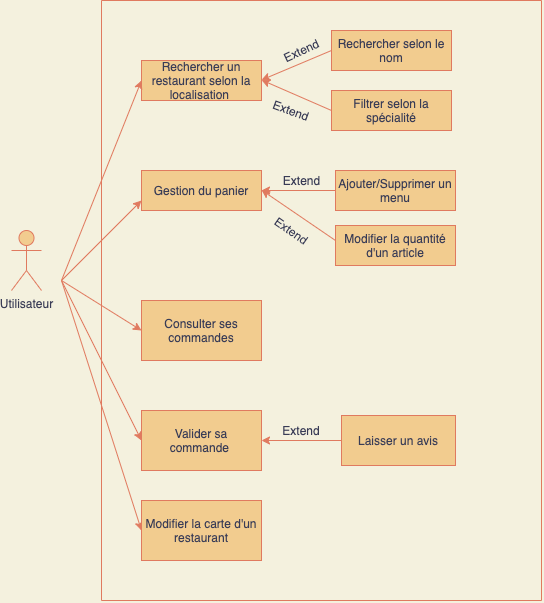 Rechercher selon le
nom
Extend
Rechercher un
restaurant selon la
localisation
Filtrer selon la
spécialité
Extend
Extend
Ajouter/Supprimer un
menu
Gestion du panier
Extend
Modifier la quantité
d'un article
Utilisateur
Consulter ses
commandes
Extend
Valider sa
commande
Laisser un avis
Modifier la carte d'un
restaurant